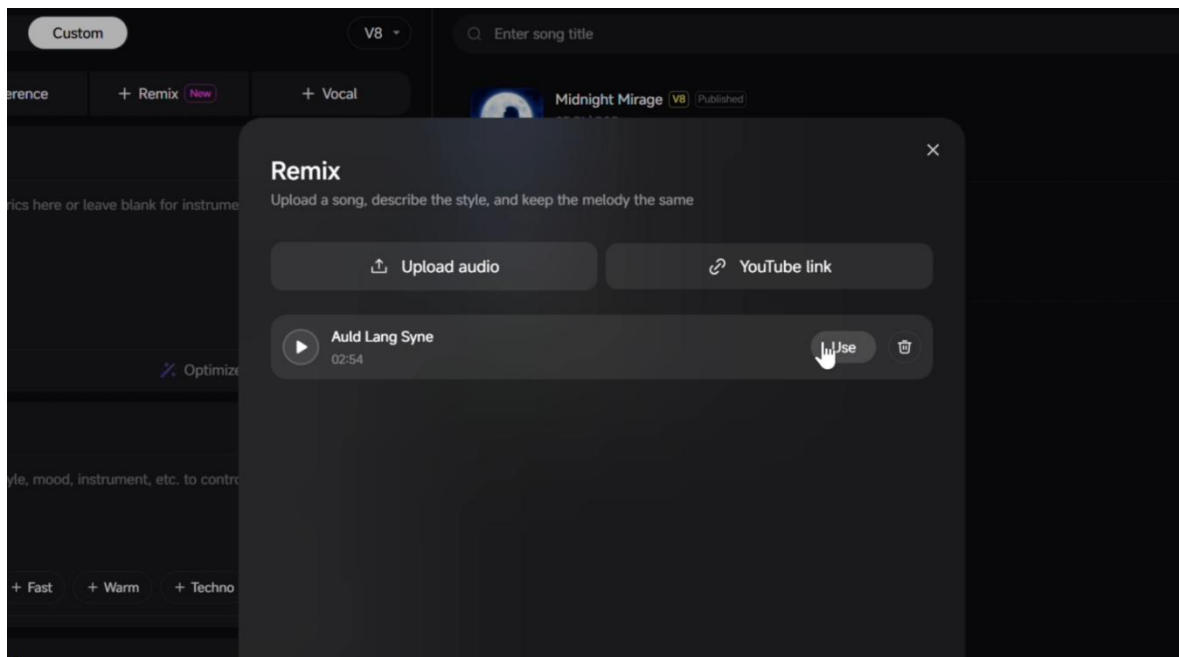 Custom
V8
Enter song title
erence
+ Remix New
+ Vocal
Midnight Mirage V8 Published
Remix
Upload a song, describe the style, and keep the melody the same
rics here or leave blank for instrume
Upload audio
YouTube link
Auld Lang Syne
02:54
Use
Optimize
yle, mood, instrument, etc. to contro
+ Fast
+ Warm
+ Techno